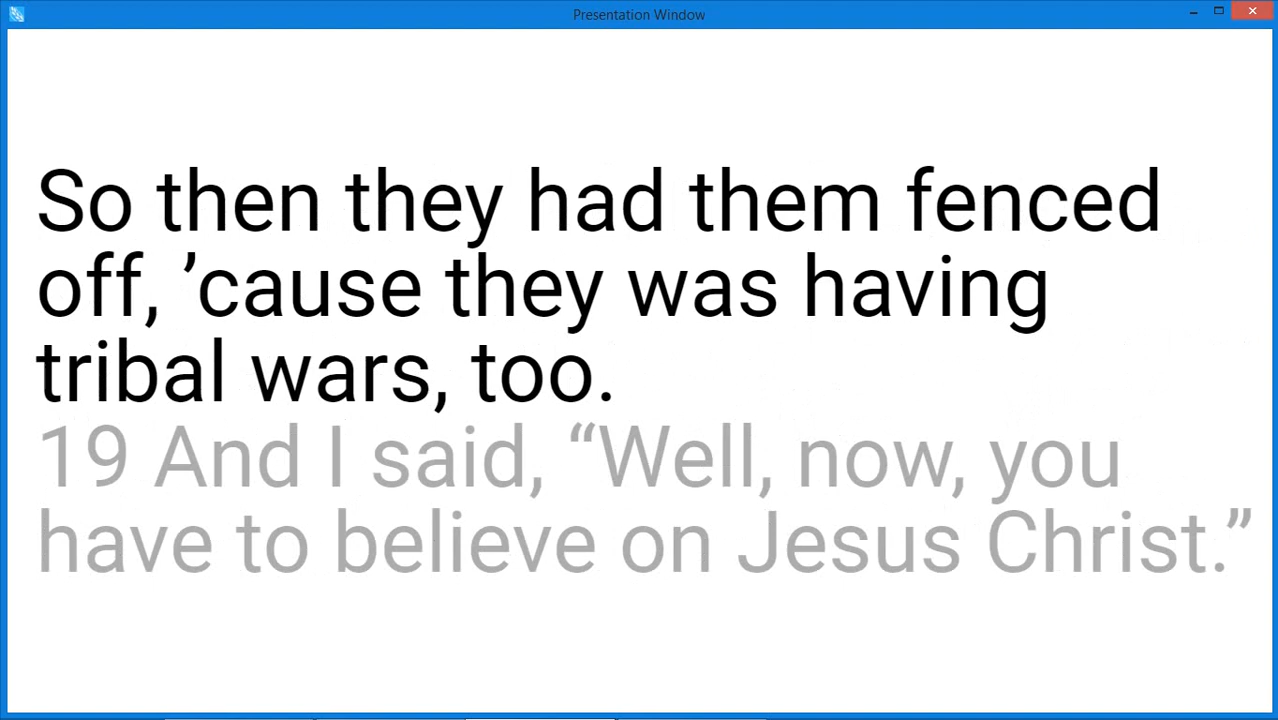 Presentation Window
So then they had them fenced
off, ’cause they was having
tribal wars, too.
19 And I said, “Well, now, you
have to believe on Jesus Christ.”